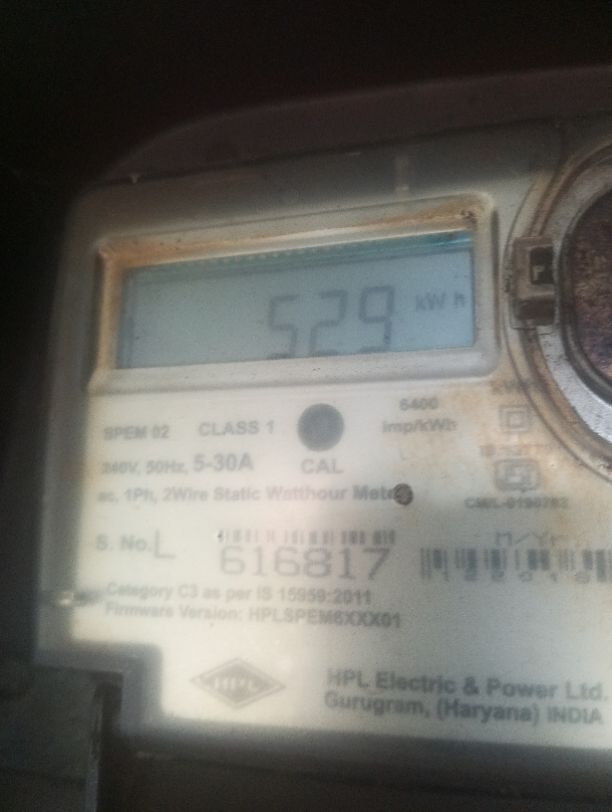 529 kWh
SPEM 02 CLASS 1 6400
imp/kWh
240V, 50Hz, 5-30A CAL
ac, 1Ph, 2Wire Static Watthour Meter
S. No. L 616817
M/YR
Category C3 as per IS 15959:2011
Firmware Version: HPLSPEM6XXX01
HPL
HPL Electric & Power Ltd.
Gurugram, (Haryana) INDIA